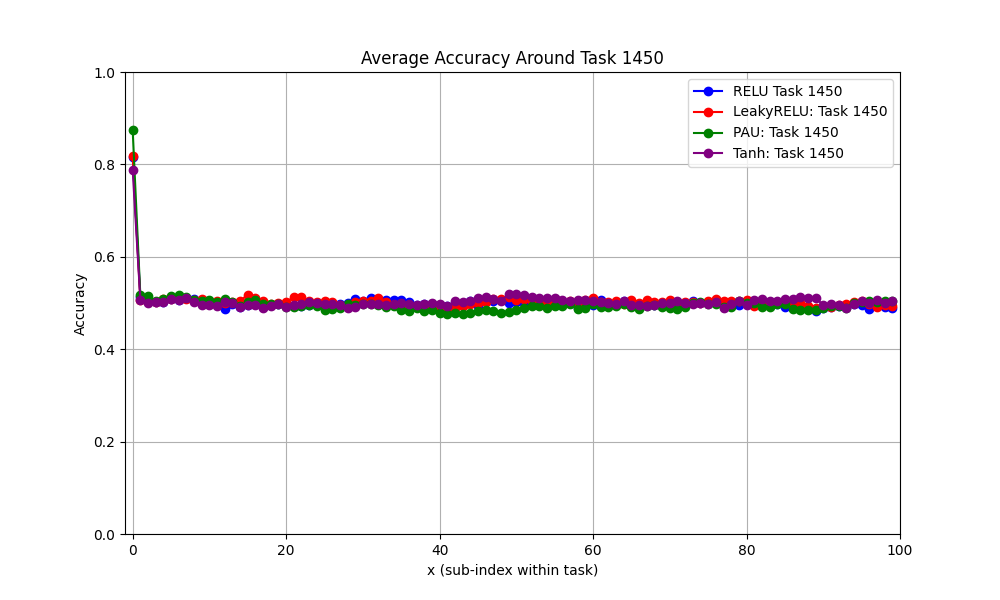 Average Accuracy Around Task 1450
RELU Task 1450
LeakyRELU: Task 1450
PAU: Task 1450
Tanh: Task 1450
Accuracy
1.0
0.8
0.6
0.4
0.2
0.0
0 20 40 60 80 100
x (sub-index within task)